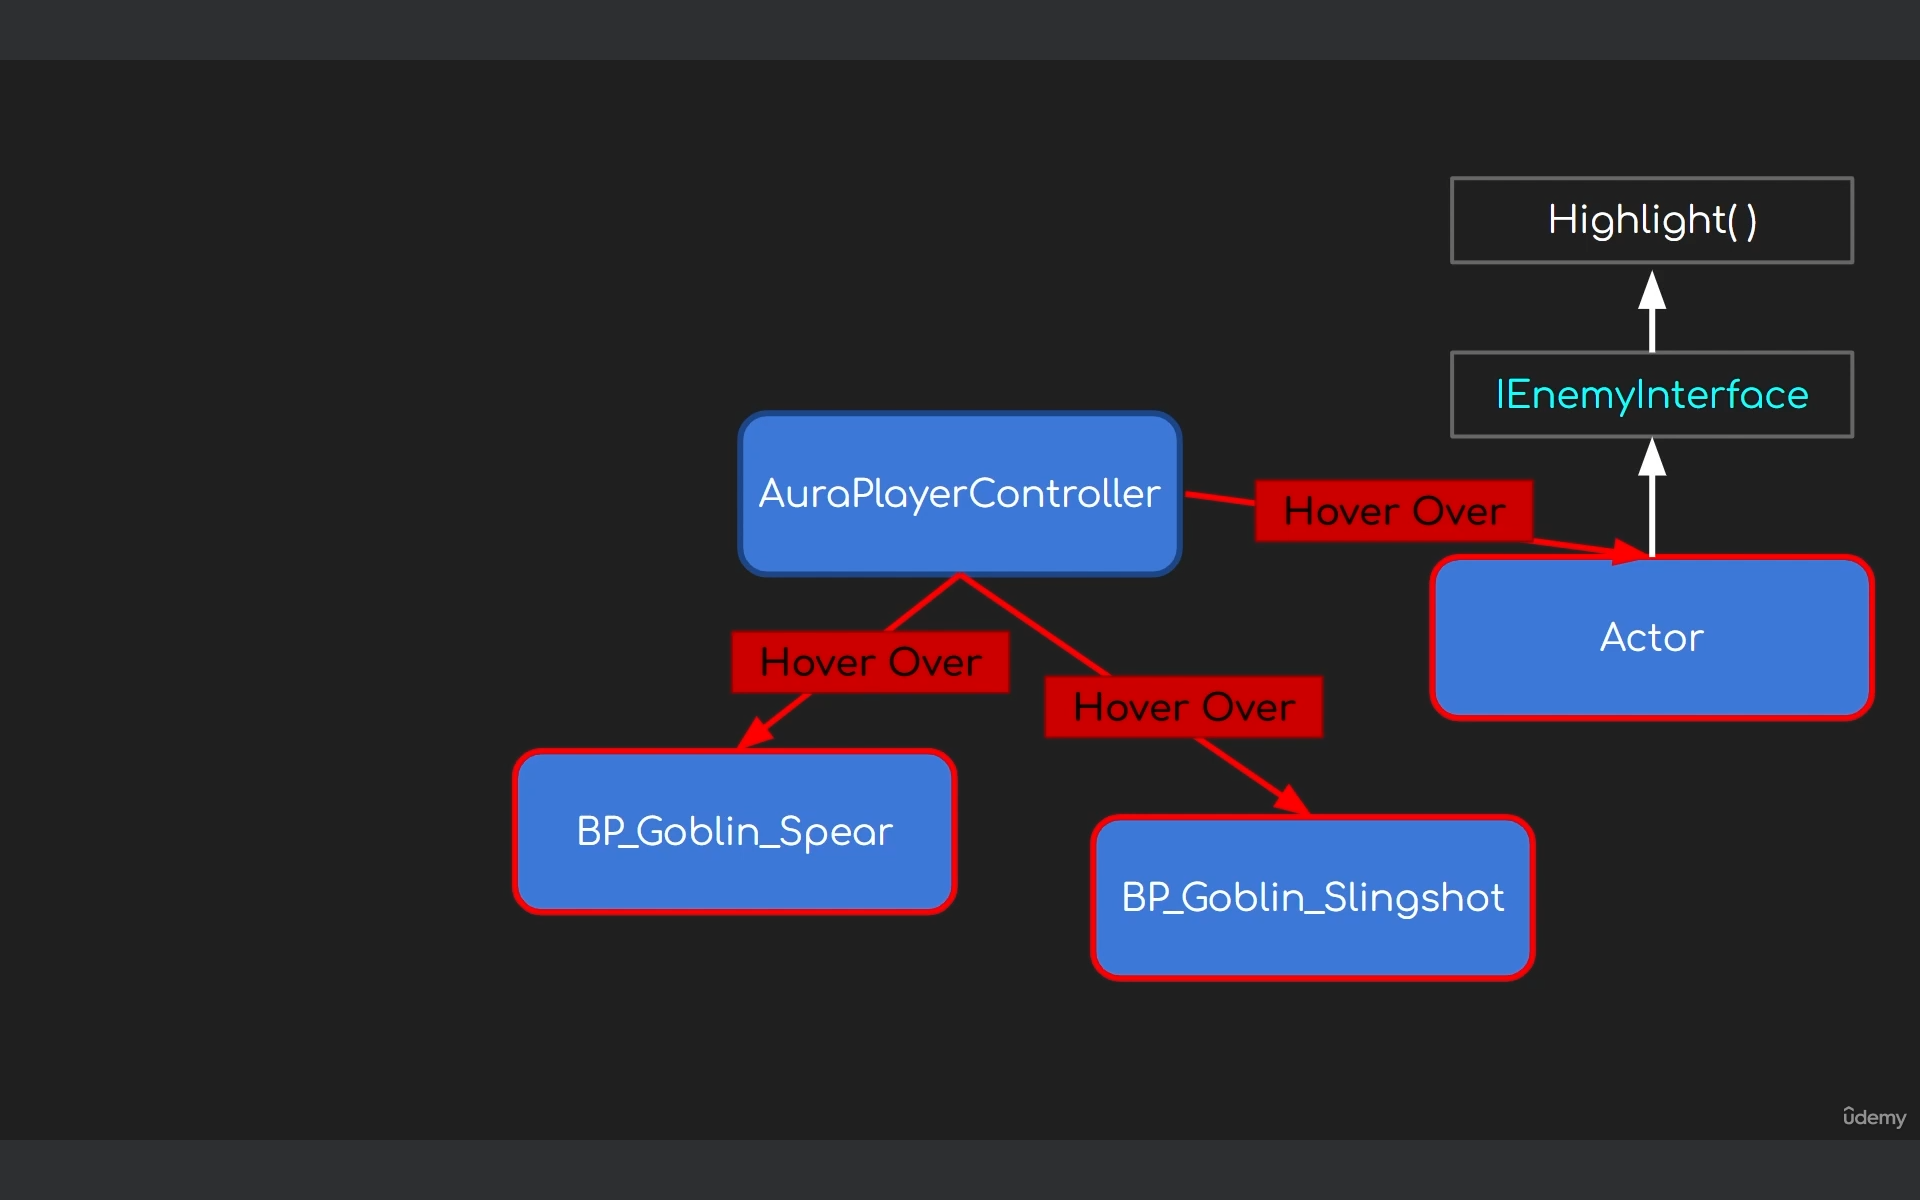 Highlight( )
IEnemyInterface
AuraPlayerController
Hover Over
Actor
Hover Over
Hover Over
BP_Goblin_Spear
BP_Goblin_Slingshot
ûdemy